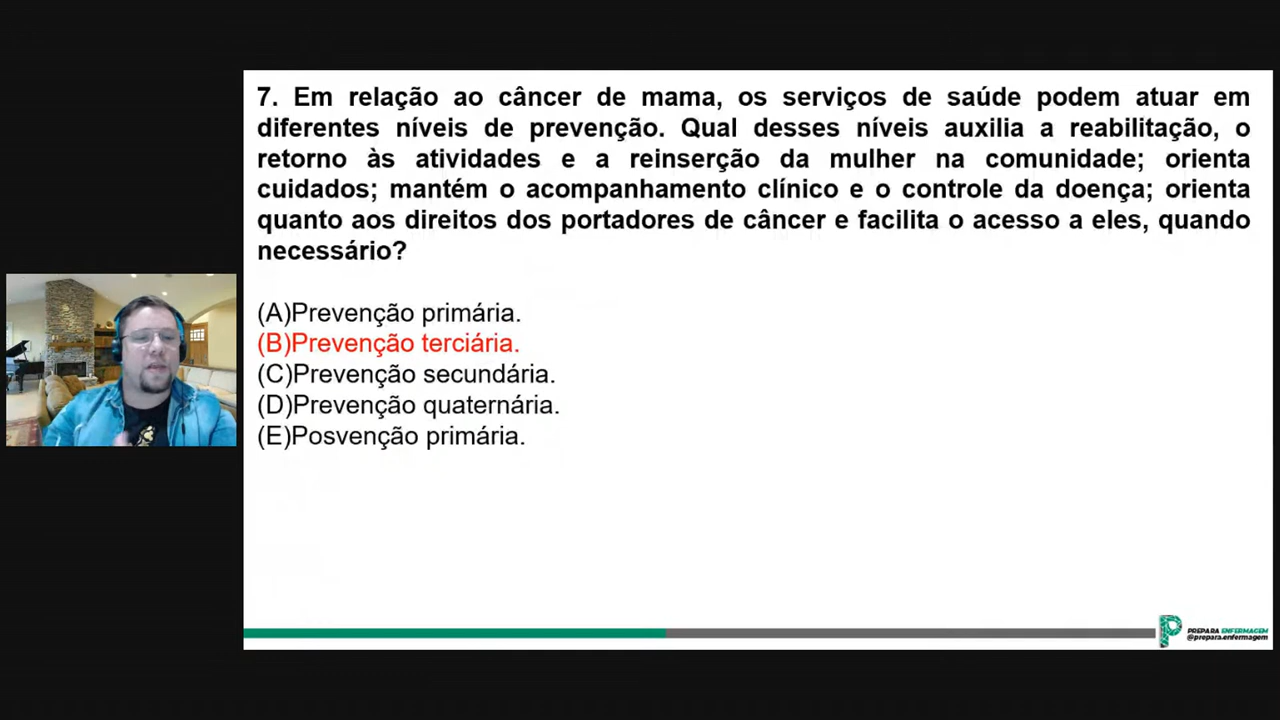 7. Em relação ao câncer de mama, os serviços de saúde podem atuar em
diferentes níveis de prevenção. Qual desses níveis auxilia a reabilitação, o
retorno às atividades e a reinserção da mulher na comunidade; orienta
cuidados; mantém o acompanhamento clínico e o controle da doença; orienta
quanto aos direitos dos portadores de câncer e facilita o acesso a eles, quando
necessário?
(A)Prevenção primária.
(B)Prevenção terciária.
(C)Prevenção secundária.
(D)Prevenção quaternária.
(E)Posvenção primária.
PREPARA ENFERMAGEM
@prepara.enfermagem